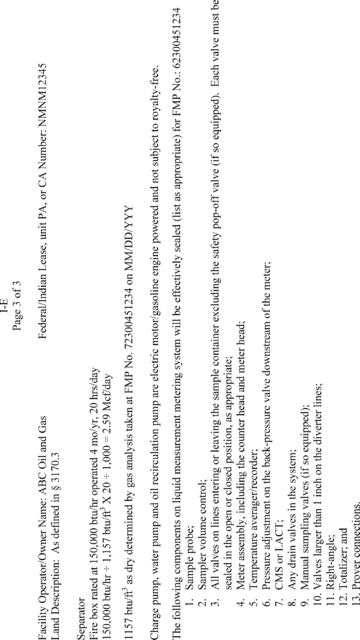 I-E
Page 3 of 3
Facility Operator/Owner Name: ABC Oil and Gas Federal/Indian Lease, unit PA, or CA Number: NMNM12345
Land Description: As defined in § 3170.3
Separator
Fire box rated at 150,000 btu/hr operated 4 mo/yr, 20 hrs/day
150,000 btu/hr ÷ 1,157 btu/ft³ X 20 ÷ 1,000 = 2.59 Mcf/day
1157 btu/ft³ as dry determined by gas analysis taken at FMP No. 72300451234 on MM/DD/YYY
Charge pump, water pump and oil recirculation pump are electric motor/gasoline engine powered and not subject to royalty-free.
The following components on liquid measurement metering system will be effectively sealed (list as appropriate) for FMP No.: 62300451234
1. Sample probe;
2. Sampler volume control;
3. All valves on lines entering or leaving the sample container excluding the safety pop-off valve (if so equipped). Each valve must be
sealed in the open or closed position, as appropriate;
4. Meter assembly, including the counter head and meter head;
5. Temperature averager/recorder;
6. Pressure adjustment on the back-pressure valve downstream of the meter;
7. CMS or LACT;
8. Any drain valves in the system;
9. Manual sampling valves (if so equipped);
10. Valves larger than 1 inch on the diverter lines;
11. Right-angle;
12. Totalizer; and
13. Prover connections.